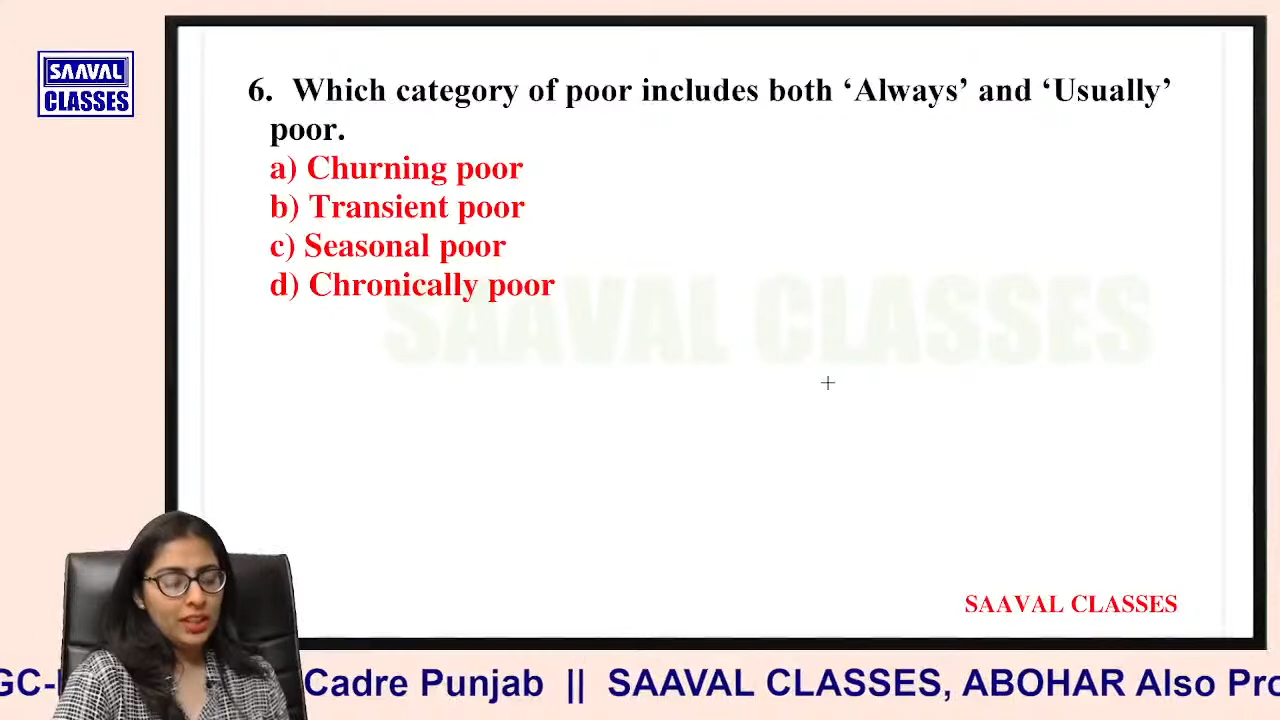 SAAVAL
CLASSES
6. Which category of poor includes both ‘Always’ and ‘Usually’
poor.
a) Churning poor
b) Transient poor
c) Seasonal poor
d) Chronically poor
SAAVAL CLASSES
SAAVAL CLASSES
Cadre Punjab || SAAVAL CLASSES, ABOHAR Also Pro